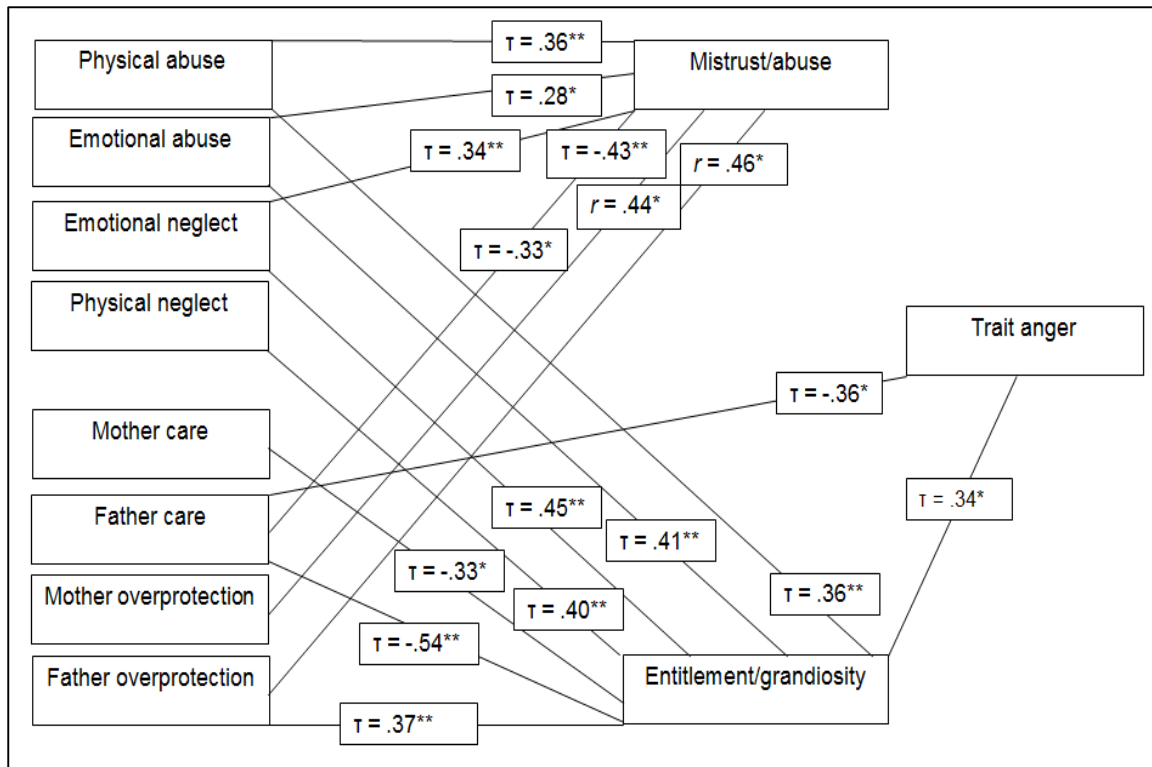 Physical abuse
τ = .36**
Mistrust/abuse
τ = .28*
Emotional abuse
τ = .34**
τ = -.43**
r = .46*
Emotional neglect
r = .44*
τ = -.33*
Physical neglect
Trait anger
τ = -.36*
Mother care
Father care
τ = .45**
τ = .34*
τ = .41**
τ = -.33*
τ = .36**
Mother overprotection
τ = .40**
τ = -.54**
Father overprotection
Entitlement/grandiosity
τ = .37**